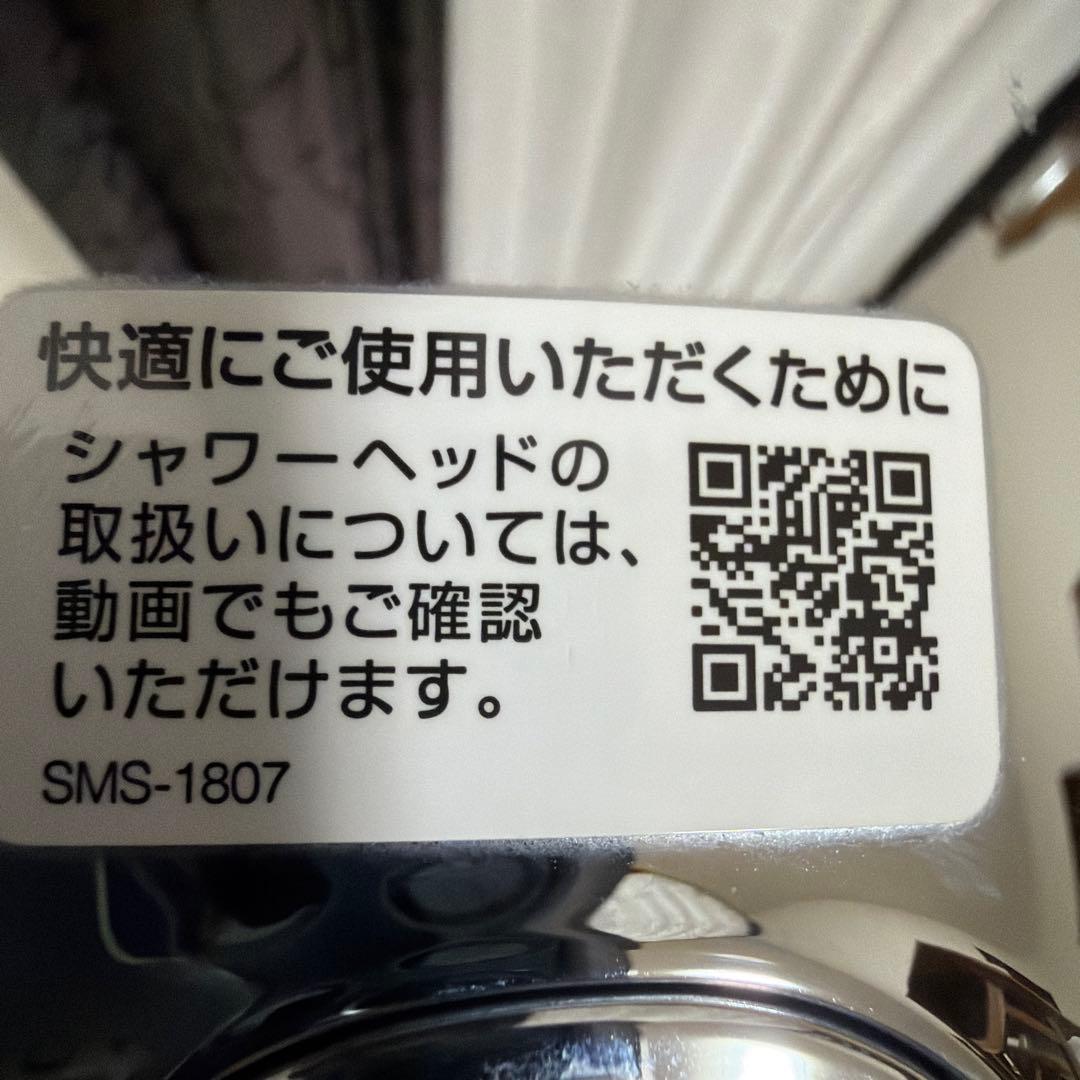 快適にご使用いただくために
シャワーヘッドの
取扱いについては、
動画でもご確認
いただけます。
SMS-1807